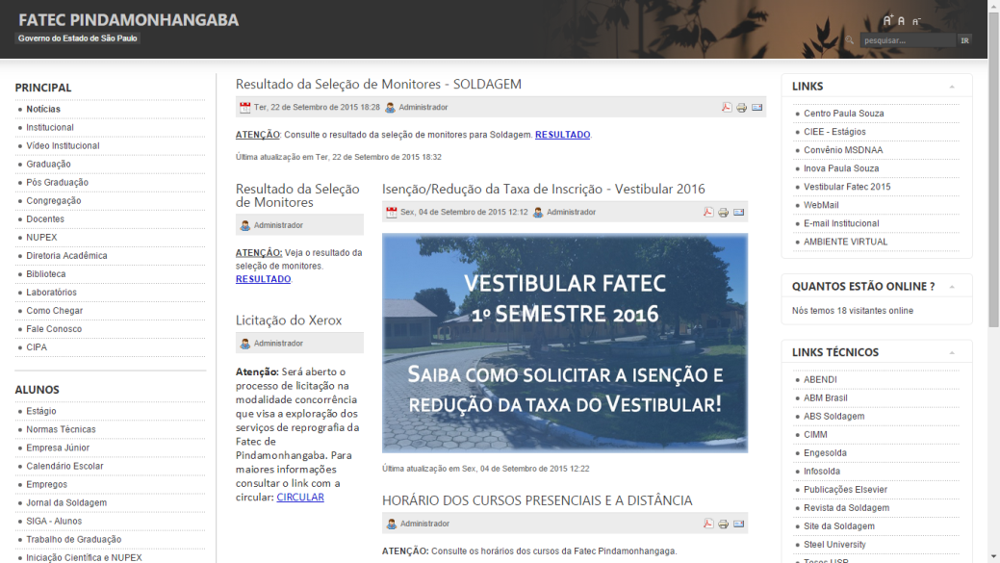 FATEC PINDAMONHANGABA
Governo do Estado de São Paulo
A+ A A-
pesquisar...
IR
PRINCIPAL
Notícias
Institucional
Vídeo Institucional
Graduação
Pós Graduação
Congregação
Docentes
NUPEX
Diretoria Acadêmica
Biblioteca
Laboratórios
Como Chegar
Fale Conosco
CIPA
ALUNOS
Estágio
Normas Técnicas
Empresa Júnior
Calendário Escolar
Empregos
Jornal da Soldagem
SIGA - Alunos
Trabalho de Graduação
Iniciação Científica e NUPEX
Resultado da Seleção de Monitores - SOLDAGEM
Ter, 22 de Setembro de 2015 18:28 Administrador
ATENÇÃO: Consulte o resultado da seleção de monitores para Soldagem. RESULTADO.
Última atualização em Ter, 22 de Setembro de 2015 18:32
Resultado da Seleção
de Monitores
Administrador
ATENÇÃO: Veja o resultado da
seleção de monitores.
RESULTADO.
Licitação do Xerox
Administrador
Atenção: Será aberto o
processo de licitação na
modalidade concorrência
que visa a exploração dos
serviços de reprografia da
Fatec de
Pindamonhangaba. Para
maiores informações
consultar o link com a
circular: CIRCULAR
Isenção/Redução da Taxa de Inscrição - Vestibular 2016
Sex, 04 de Setembro de 2015 12:12 Administrador
VESTIBULAR FATEC
1º SEMESTRE 2016
SAIBA COMO SOLICITAR A ISENÇÃO E
REDUÇÃO DA TAXA DO VESTIBULAR!
Última atualização em Sex, 04 de Setembro de 2015 12:22
HORÁRIO DOS CURSOS PRESENCIAIS E A DISTÂNCIA
Administrador
ATENÇÃO: Consulte os horários dos cursos da Fatec Pindamonhangaga.
LINKS
Centro Paula Souza
CIEE - Estágios
Convênio MSDNAA
Inova Paula Souza
Vestibular Fatec 2015
WebMail
E-mail Institucional
AMBIENTE VIRTUAL
QUANTOS ESTÃO ONLINE ?
Nós temos 18 visitantes online
LINKS TÉCNICOS
ABENDI
ABM Brasil
ABS Soldagem
CIMM
Engesolda
Infosolda
Publicações Elsevier
Revista da Soldagem
Site da Soldagem
Steel University
Teses USP